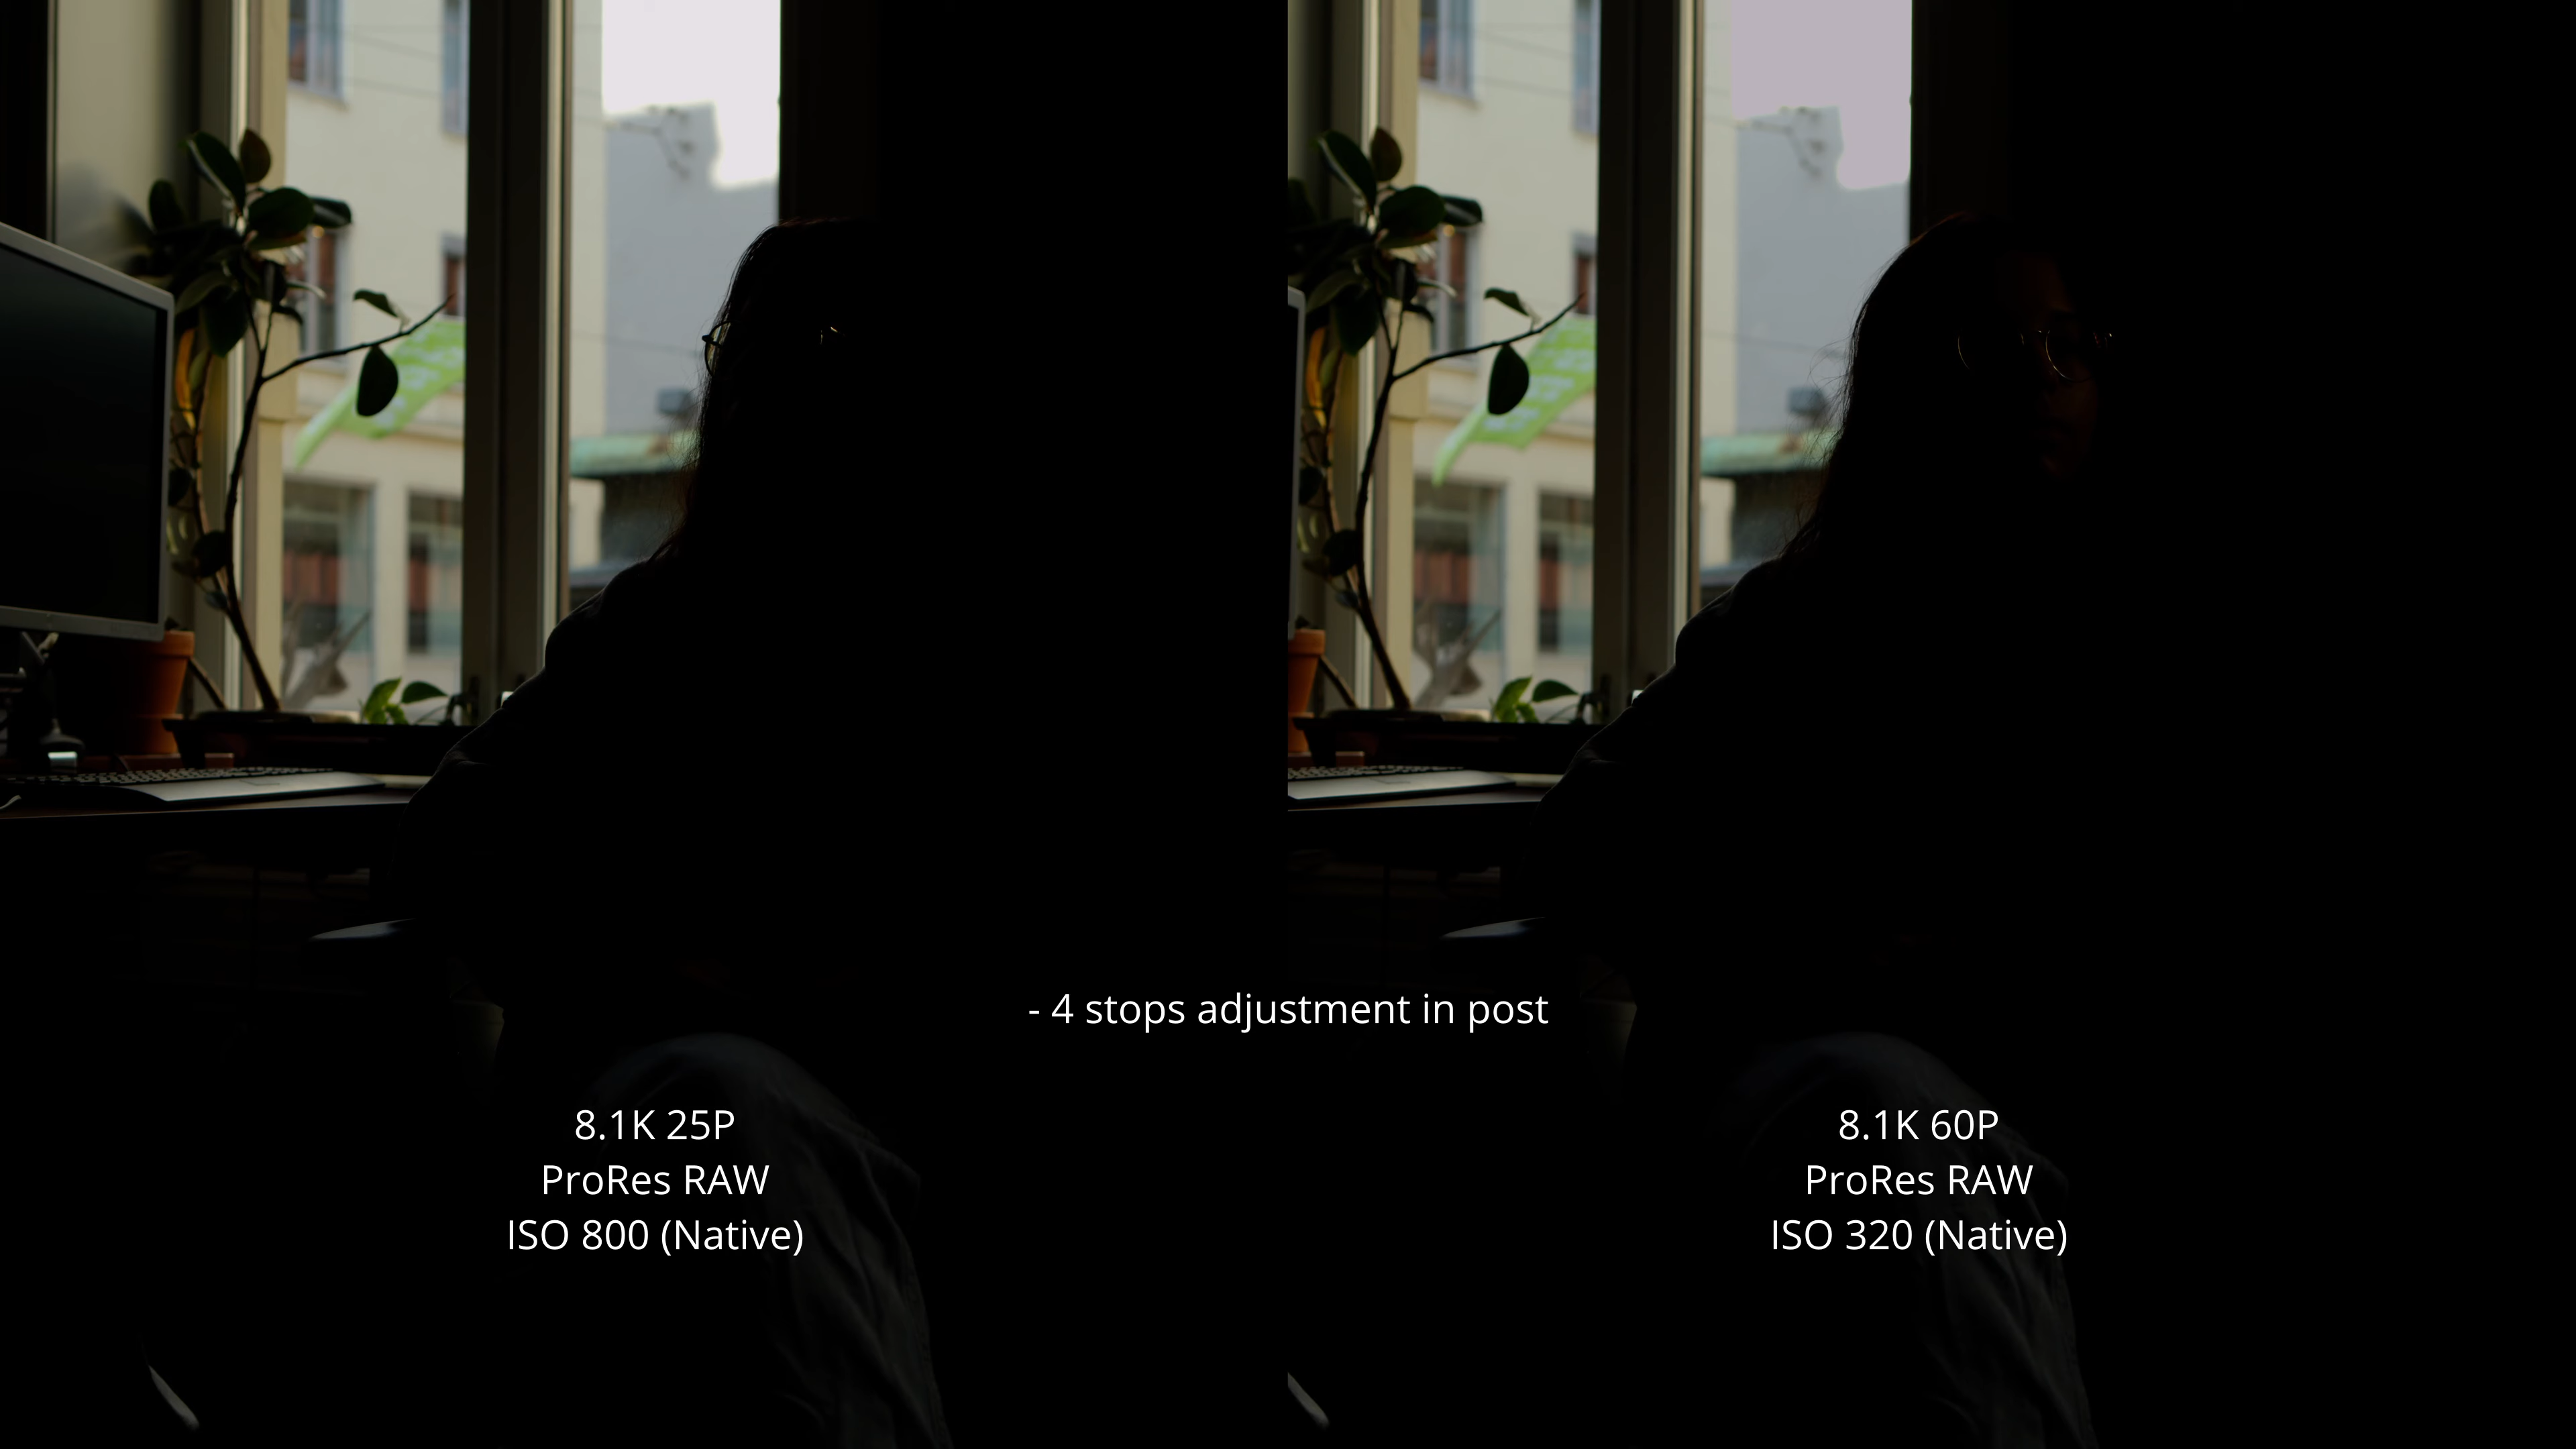 - 4 stops adjustment in post
8.1K 25P
ProRes RAW
ISO 800 (Native)
8.1K 60P
ProRes RAW
ISO 320 (Native)